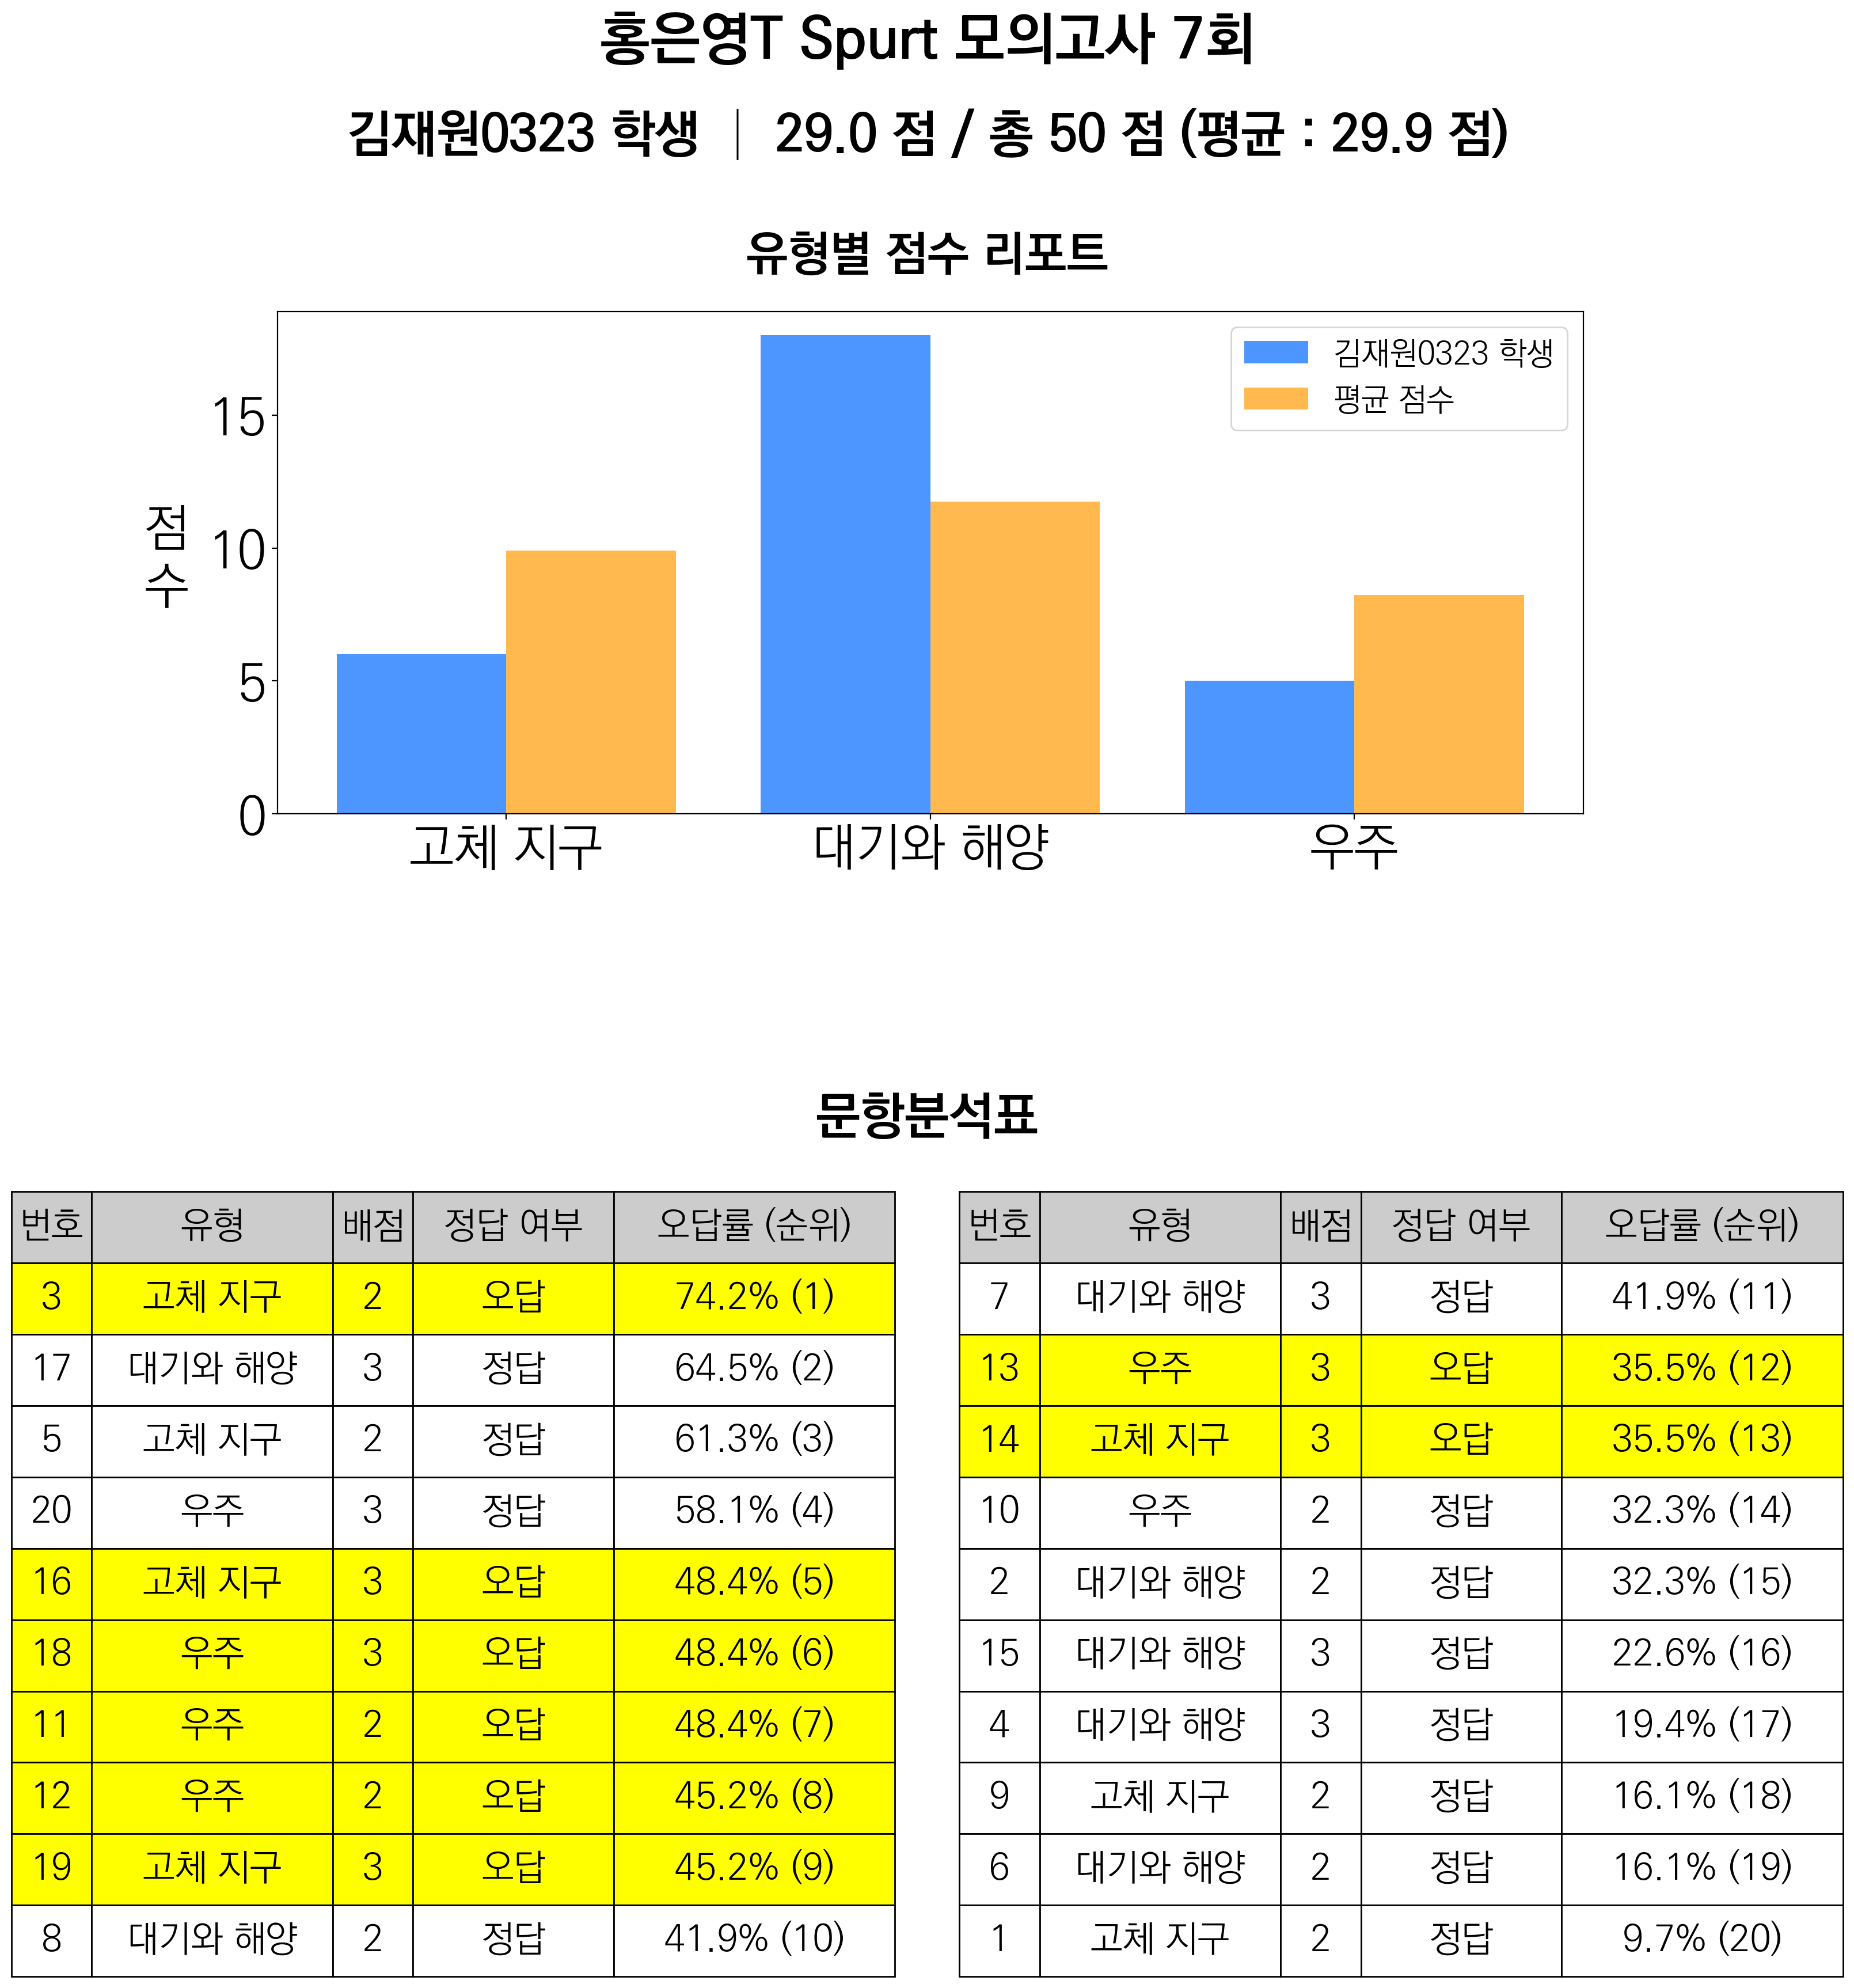 홍은영T Spurt 모의고사 7회
김재원0323 학생 | 29.0 점 / 총 50 점 (평균 : 29.9 점)
유형별 점수 리포트
김재원0323 학생
평균 점수
점수
15
10
5
0
고체 지구 대기와 해양 우주
문항분석표
번호 유형 배점 정답 여부 오답률 (순위)
3 고체 지구 2 오답 74.2% (1)
17 대기와 해양 3 정답 64.5% (2)
5 고체 지구 2 정답 61.3% (3)
20 우주 3 정답 58.1% (4)
16 고체 지구 3 오답 48.4% (5)
18 우주 3 오답 48.4% (6)
11 우주 2 오답 48.4% (7)
12 우주 2 오답 45.2% (8)
19 고체 지구 3 오답 45.2% (9)
8 대기와 해양 2 정답 41.9% (10)
번호 유형 배점 정답 여부 오답률 (순위)
7 대기와 해양 3 정답 41.9% (11)
13 우주 3 오답 35.5% (12)
14 고체 지구 3 오답 35.5% (13)
10 우주 2 정답 32.3% (14)
2 대기와 해양 2 정답 32.3% (15)
15 대기와 해양 3 정답 22.6% (16)
4 대기와 해양 3 정답 19.4% (17)
9 고체 지구 2 정답 16.1% (18)
6 대기와 해양 2 정답 16.1% (19)
1 고체 지구 2 정답 9.7% (20)